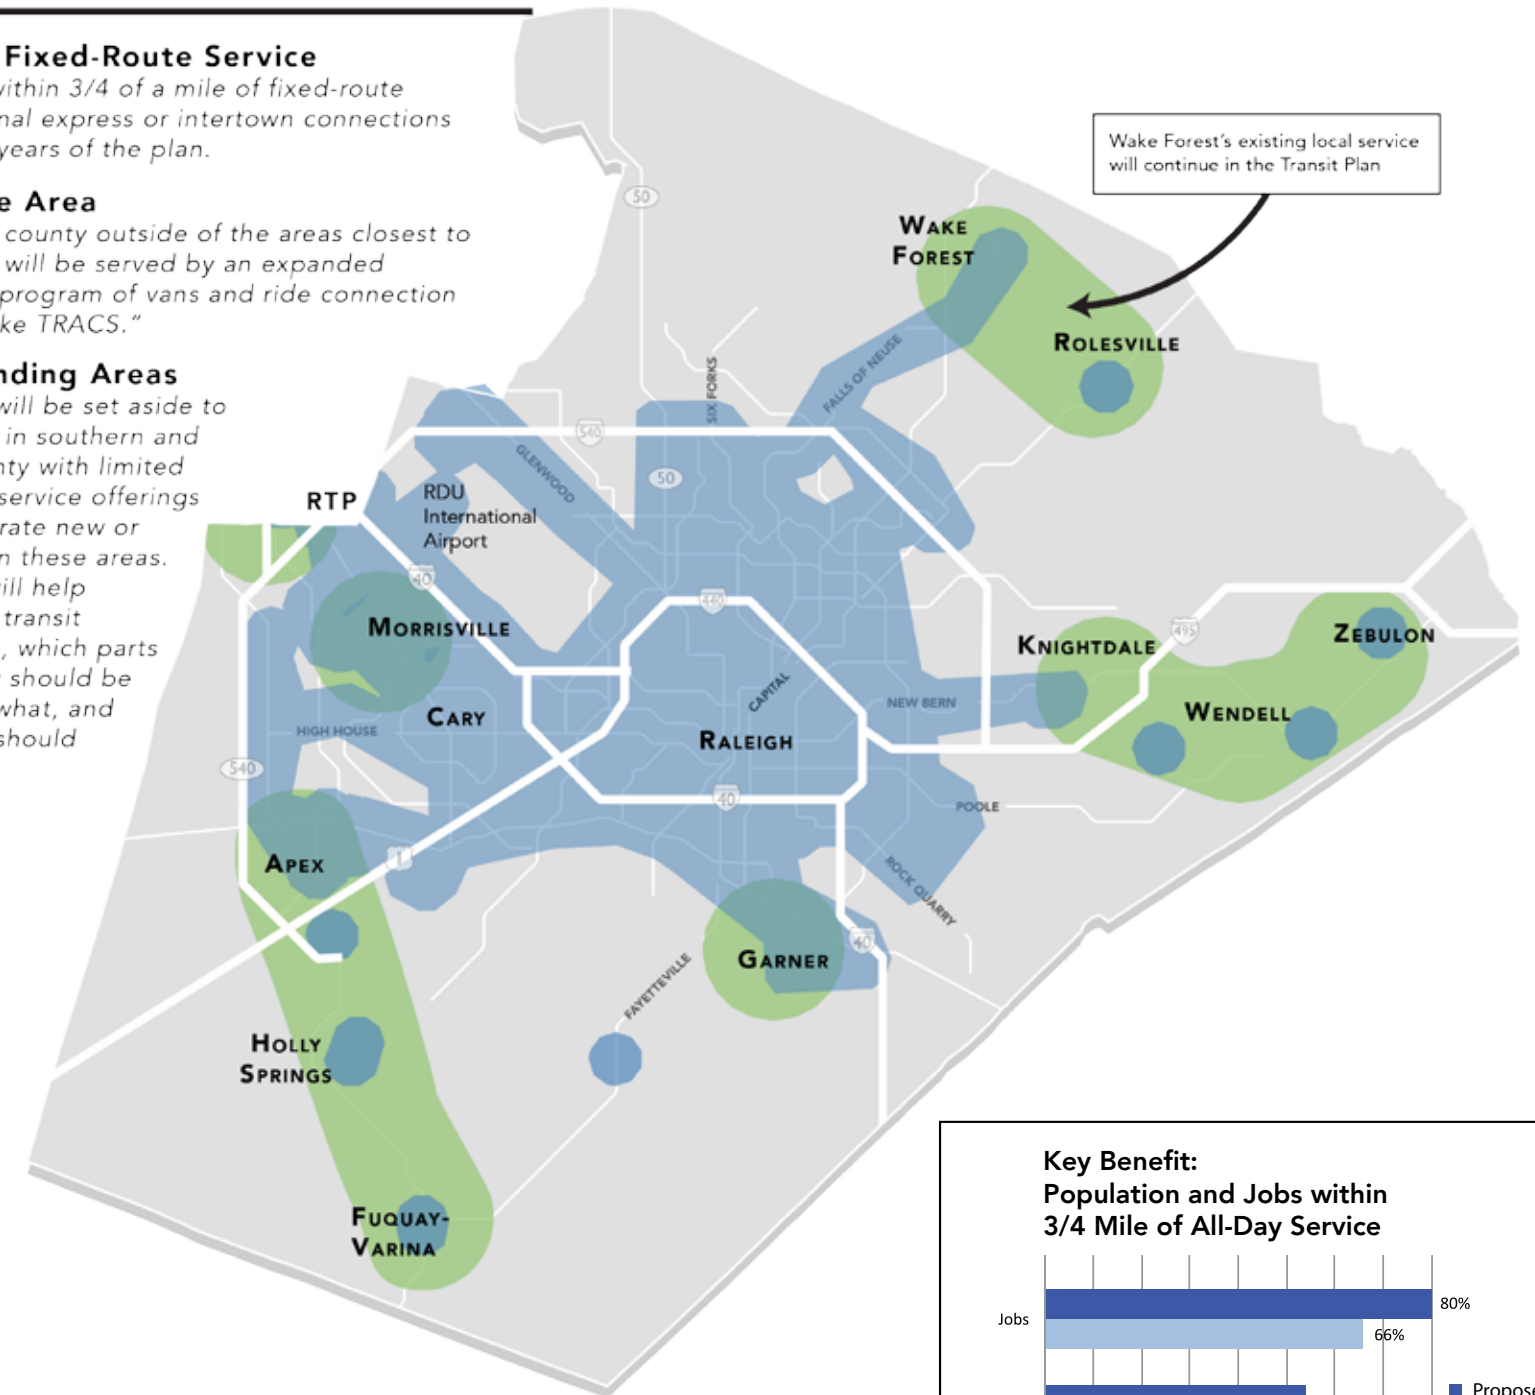 Fixed-Route Service
within 3/4 of a mile of fixed-route
nal express or intertown connections
years of the plan.
e Area
county outside of the areas closest to
will be served by an expanded
program of vans and ride connection
ke TRACS."
nding Areas
will be set aside to
in southern and
nty with limited
service offerings
rate new or
n these areas.
ill help
transit
, which parts
should be
what, and
should
Wake Forest's existing local service
will continue in the Transit Plan
50
WAKE
FOREST
ROLESVILLE
FALLS OF NEUSE
SIX FORKS
540
GLENWOOD
50
RTP
RDU
International
Airport
40
440
MORRISVILLE
KNIGHTDALE
495
ZEBULON
CAPITAL
NEW BERN
WENDELL
CARY
HIGH HOUSE
RALEIGH
540
40
POOLE
1
APEX
ROCK QUARRY
40
GARNER
FAYETTEVILLE
HOLLY
SPRINGS
FUQUAY-
VARINA
Key Benefit:
Population and Jobs within
3/4 Mile of All-Day Service
Jobs
80%
66%
Propose